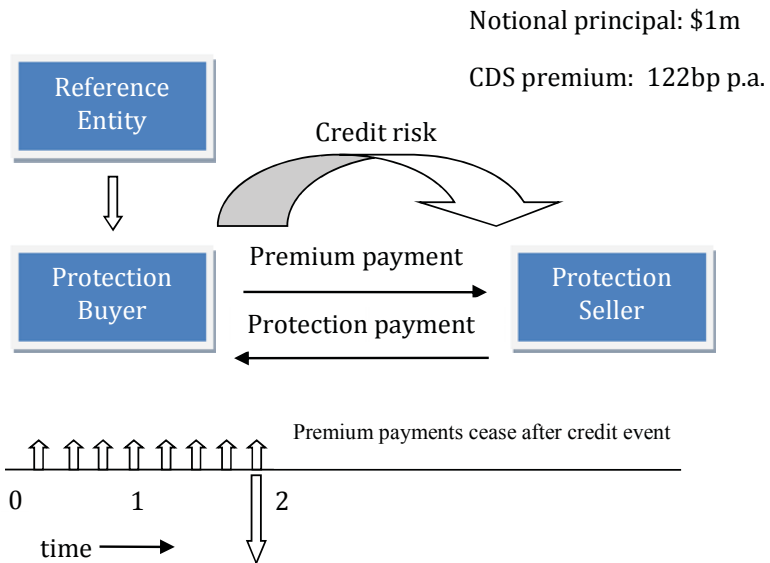 Notional principal: $1m
CDS premium:  122bp p.a.
Reference
Entity
Credit risk
Protection
Buyer
Premium payment
Protection payment
Protection
Seller
Premium payments cease after credit event
0 1 2
time